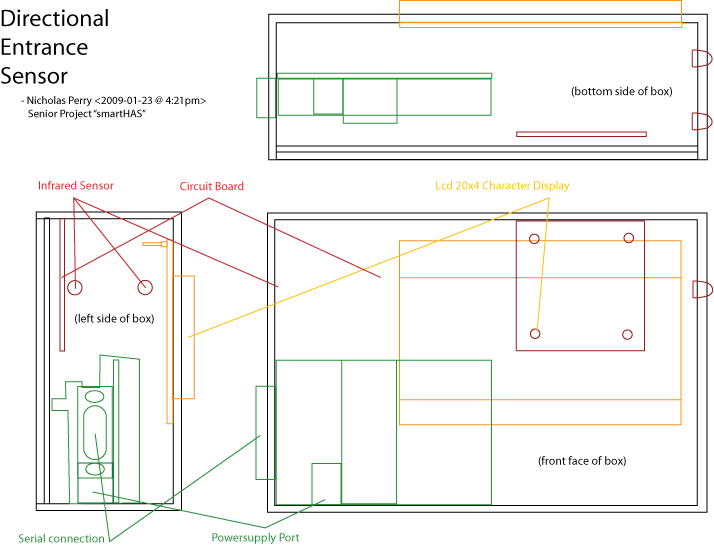 Directional
Entrance
Sensor
- Nicholas Perry <2009-01-23 @ 4:21pm>
Senior Project "smartHAS"
(bottom side of box)
Infrared Sensor
Circuit Board
Lcd 20x4 Character Display
(left side of box)
(front face of box)
Serial connection
Powersupply Port